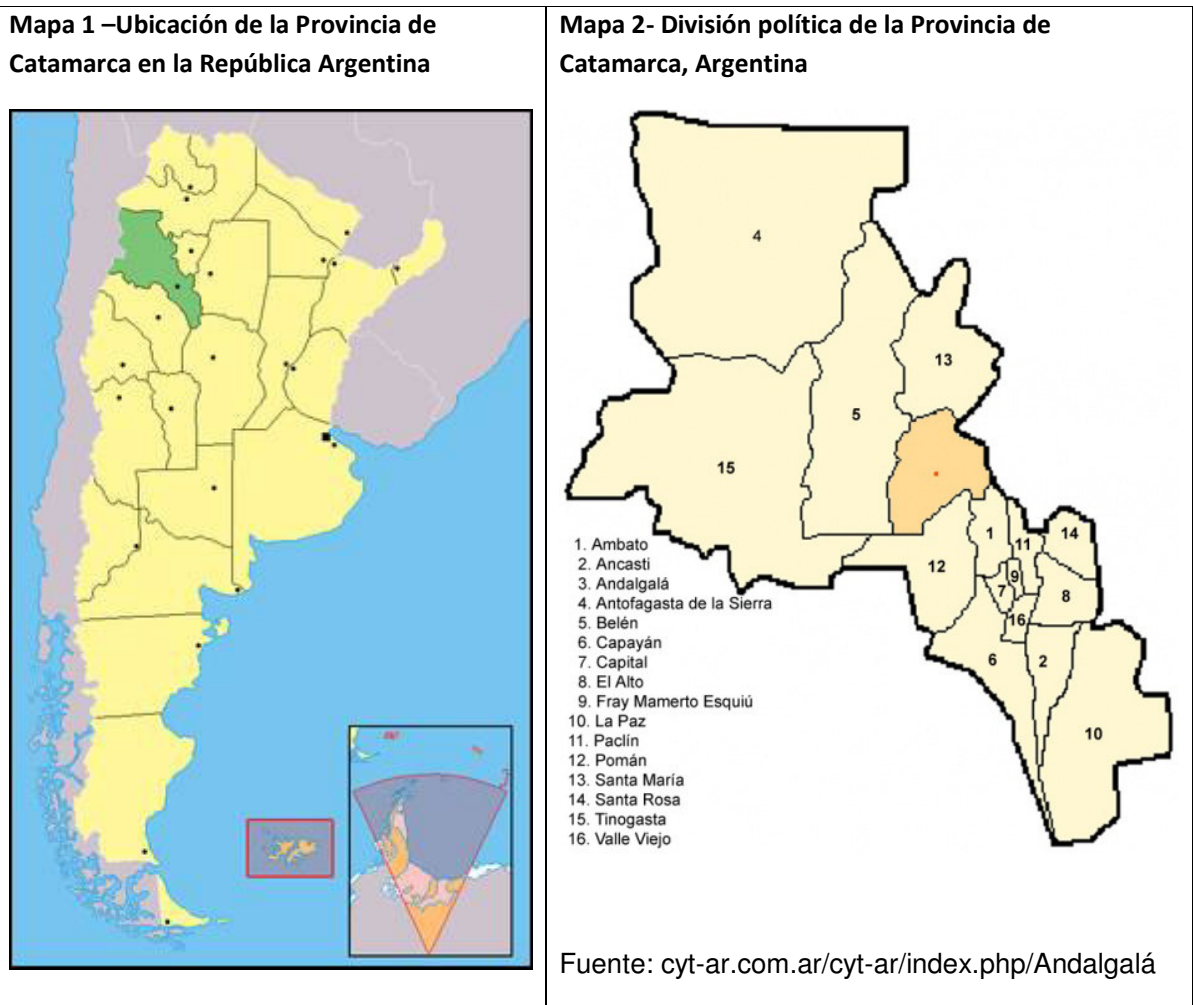 Mapa 1 –Ubicación de la Provincia de
Catamarca en la República Argentina
Mapa 2- División política de la Provincia de
Catamarca, Argentina
4
13
5
15
1
11
14
12
9
7
8
16
6
2
10
1. Ambato
2. Ancasti
3. Andalgalá
4. Antofagasta de la Sierra
5. Belén
6. Capayán
7. Capital
8. El Alto
9. Fray Mamerto Esquiú
10. La Paz
11. Paclín
12. Pomán
13. Santa María
14. Santa Rosa
15. Tinogasta
16. Valle Viejo
Fuente: cyt-ar.com.ar/cyt-ar/index.php/Andalgalá